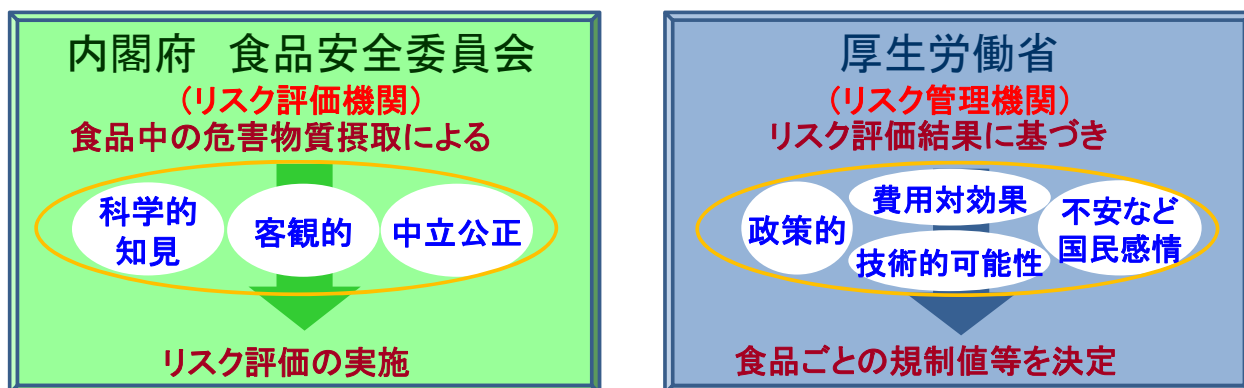 内閣府　食品安全委員会
(リスク評価機関)
食品中の危害物質摂取による
科学的
知見
客観的
中立公正
リスク評価の実施
厚生労働省
(リスク管理機関)
リスク評価結果に基づき
政策的
費用対効果
技術的可能性
不安など
国民感情
食品ごとの規制値等を決定